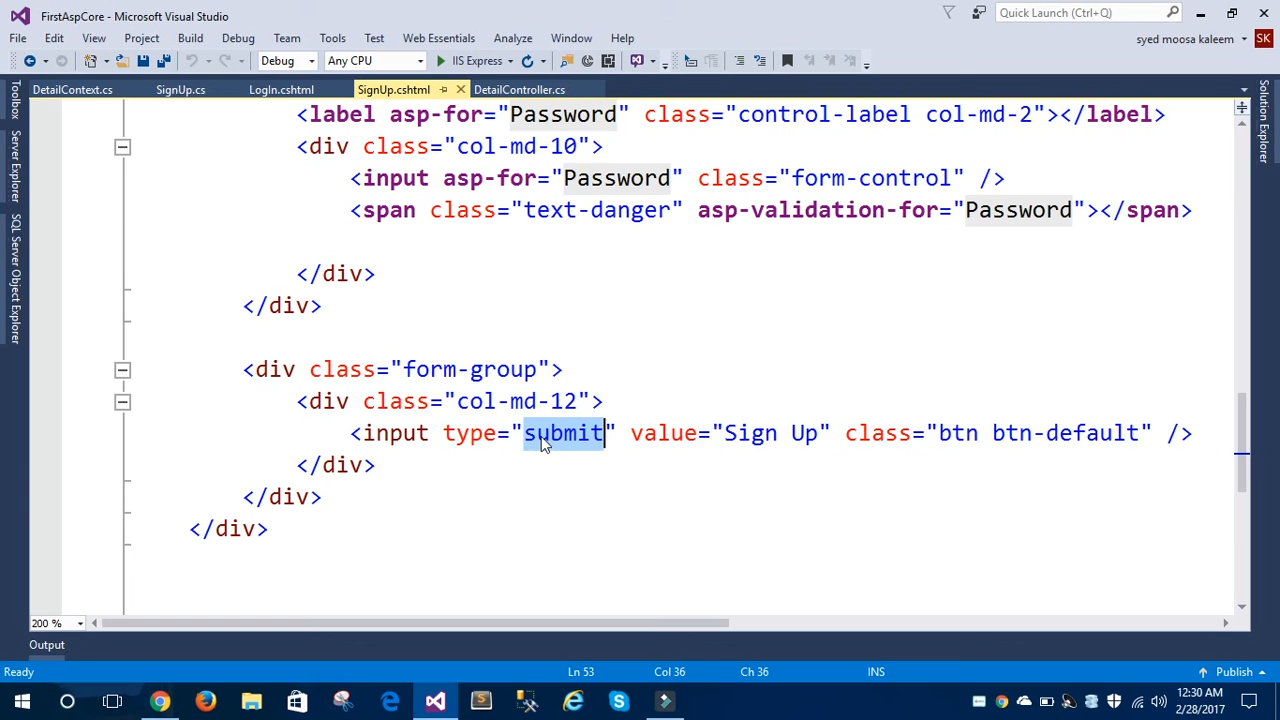 FirstAspCore - Microsoft Visual Studio
Quick Launch (Ctrl+Q)
File Edit View Project Build Debug Team Tools Test Web Essentials Analyze Window Help
syed moosa kaleem SK
Debug Any CPU IIS Express
DetailContext.cs SignUp.cs LogIn.cshtml SignUp.cshtml DetailController.cs
Toolbox
Server Explorer
SQL Server Object Explorer
Solution Explorer
<label asp-for="Password" class="control-label col-md-2"></label>
<div class="col-md-10">
<input asp-for="Password" class="form-control" />
<span class="text-danger" asp-validation-for="Password"></span>
</div>
</div>
<div class="form-group">
<div class="col-md-12">
<input type="submit" value="Sign Up" class="btn btn-default" />
</div>
</div>
</div>
200 %
Output
Ready Ln 53 Col 36 Ch 36 INS Publish
12:30 AM
2/28/2017